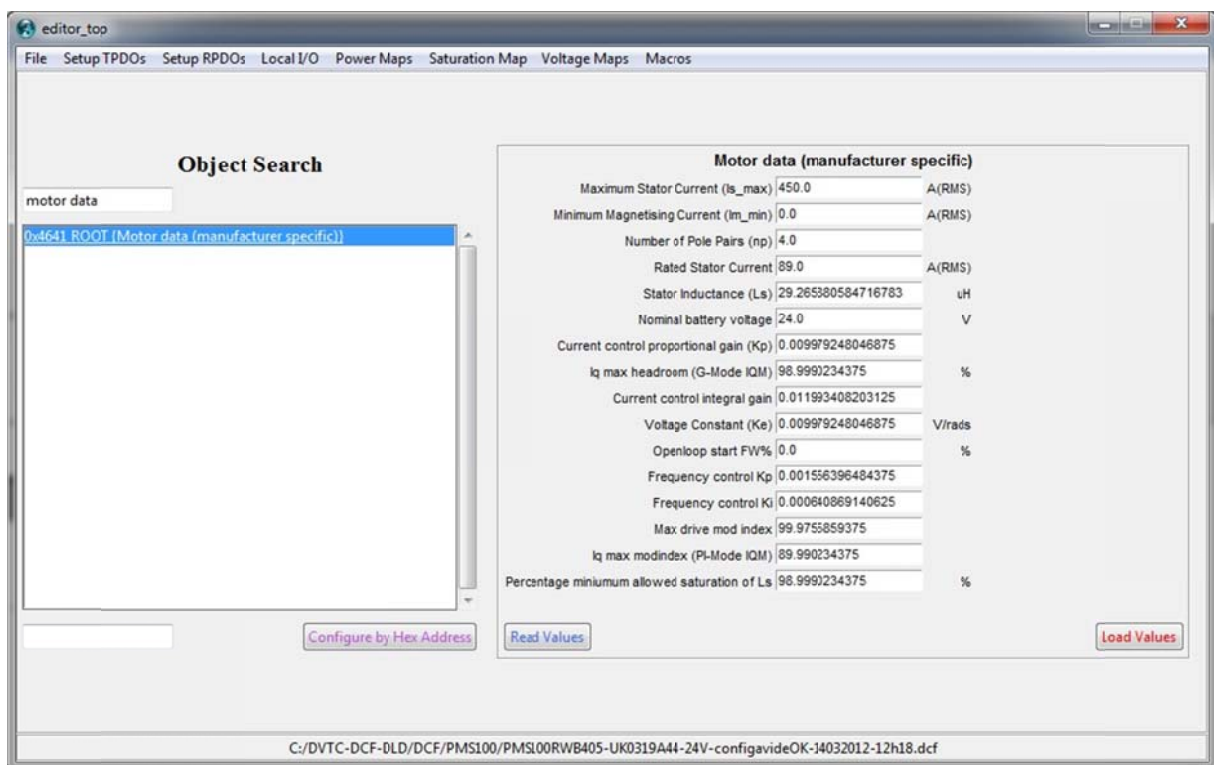 editor_top
File Setup TPDOs Setup RPDOs Local I/O Power Maps Saturation Map Voltage Maps Macros
Object Search
motor data
0x4641 ROOT {Motor data (manufacturer specific)}
Configure by Hex Address
Motor data (manufacturer specific)
Maximum Stator Current (Is_max) 450.0 A(RMS)
Minimum Magnetising Current (Im_min) 0.0 A(RMS)
Number of Pole Pairs (np) 4.0
Rated Stator Current 89.0 A(RMS)
Stator Inductance (Ls) 29.265380584716783 uH
Nominal battery voltage 24.0 V
Current control proportional gain (Kp) 0.009979248046875
Iq max headroom (G-Mode IQM) 98.9990234375 %
Current control integral gain 0.011993408203125
Voltage Constant (Ke) 0.009979248046875 V/rads
Openloop start FW% 0.0 %
Frequency control Kp 0.001556396484375
Frequency control Ki 0.000640869140625
Max drive mod index 99.9755859375
Iq max modindex (PI-Mode IQM) 89.990234375
Percentage miniumum allowed saturation of Ls 98.9990234375 %
Read Values Load Values
C:/DVTC-DCF-DLD/DCF/PMS100/PMS100RWB405-UK0319A44-24V-configavideOK-14032012-12h18.dcf